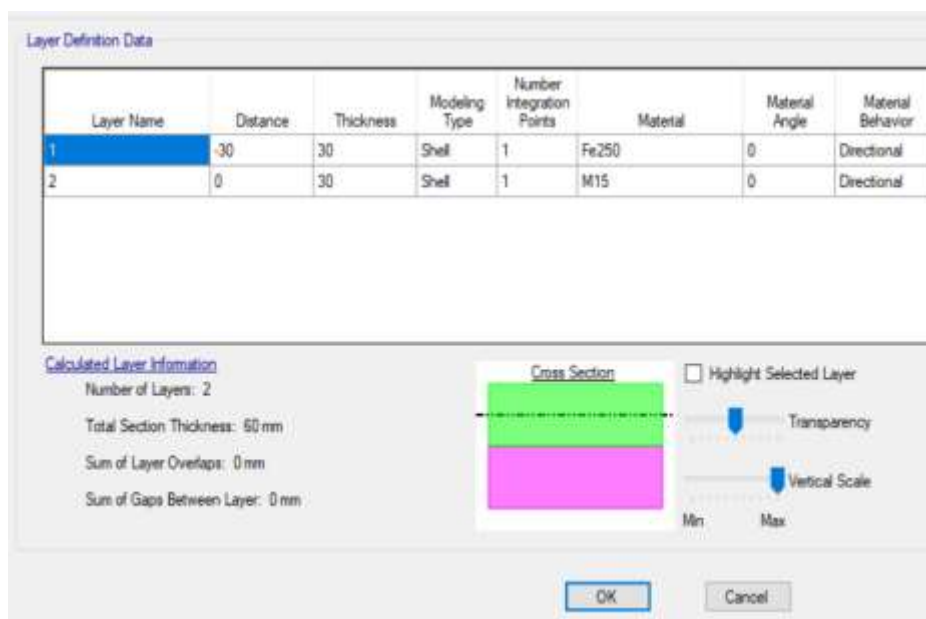 Layer Definition Data
Layer Name Distance Thickness Modeling Type Number Integration Points Material Material Angle Material Behavior
1 -30 30 Shell 1 Fe250 0 Directional
2 0 30 Shell 1 M15 0 Directional
Calculated Layer Information
Number of Layers: 2
Total Section Thickness: 60 mm
Sum of Layer Overlaps: 0 mm
Sum of Gaps Between Layer: 0 mm
Cross Section
Highlight Selected Layer
Transparency
Vertical Scale
Min Max
OK Cancel